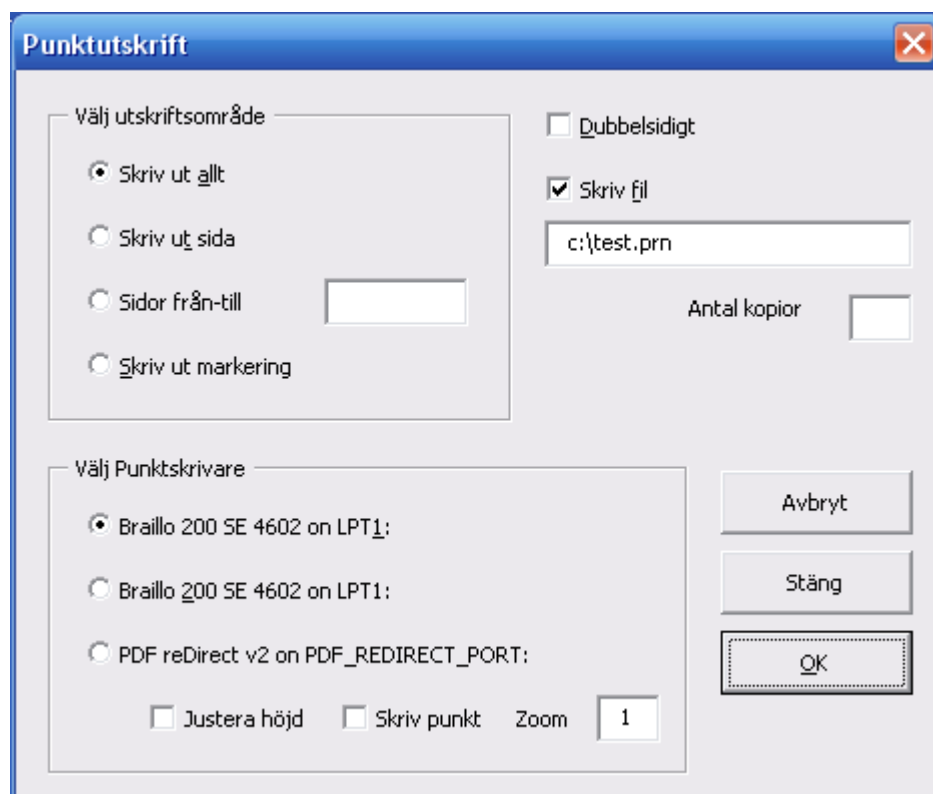 Punktutskrift
Välj utskriftsområde
Skriv ut allt
Skriv ut sida
Sidor från-till
Skriv ut markering
Dubbelsidigt
Skriv fil
c:\test.prn
Antal kopior
Välj Punktskrivare
Braillo 200 SE 4602 on LPT1:
Braillo 200 SE 4602 on LPT1:
PDF reDirect v2 on PDF_REDIRECT_PORT:
Justera höjd Skriv punkt Zoom 1
Avbryt
Stäng
OK